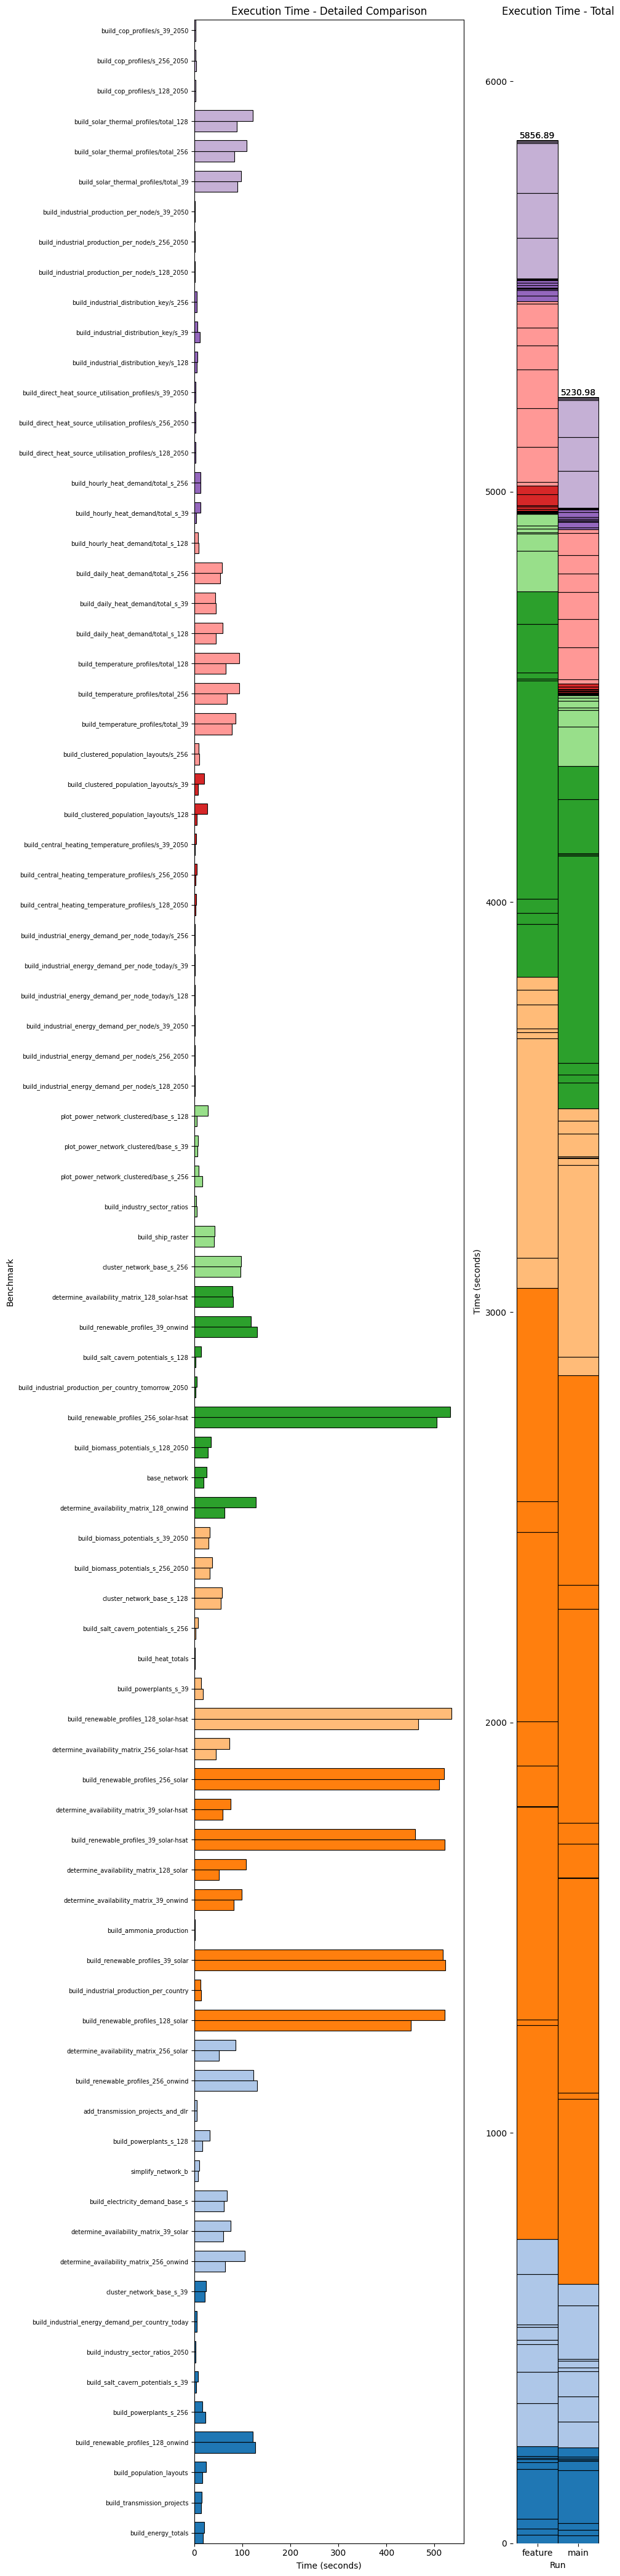 Execution Time - Detailed Comparison
build_cop_profiles/s_39_2050
build_cop_profiles/s_256_2050
build_cop_profiles/s_128_2050
build_solar_thermal_profiles/total_128
build_solar_thermal_profiles/total_256
build_solar_thermal_profiles/total_39
build_industrial_production_per_node/s_39_2050
build_industrial_production_per_node/s_256_2050
build_industrial_production_per_node/s_128_2050
build_industrial_distribution_key/s_256
build_industrial_distribution_key/s_39
build_industrial_distribution_key/s_128
build_direct_heat_source_utilisation_profiles/s_39_2050
build_direct_heat_source_utilisation_profiles/s_256_2050
build_direct_heat_source_utilisation_profiles/s_128_2050
build_hourly_heat_demand/total_s_256
build_hourly_heat_demand/total_s_39
build_hourly_heat_demand/total_s_128
build_daily_heat_demand/total_s_256
build_daily_heat_demand/total_s_39
build_daily_heat_demand/total_s_128
build_temperature_profiles/total_128
build_temperature_profiles/total_256
build_temperature_profiles/total_39
build_clustered_population_layouts/s_256
build_clustered_population_layouts/s_39
build_clustered_population_layouts/s_128
build_central_heating_temperature_profiles/s_39_2050
build_central_heating_temperature_profiles/s_256_2050
build_central_heating_temperature_profiles/s_128_2050
build_industrial_energy_demand_per_node_today/s_256
build_industrial_energy_demand_per_node_today/s_39
build_industrial_energy_demand_per_node_today/s_128
build_industrial_energy_demand_per_node/s_39_2050
build_industrial_energy_demand_per_node/s_256_2050
build_industrial_energy_demand_per_node/s_128_2050
plot_power_network_clustered/base_s_128
plot_power_network_clustered/base_s_39
plot_power_network_clustered/base_s_256
build_industry_sector_ratios
build_ship_raster
cluster_network_base_s_256
determine_availability_matrix_128_solar-hsat
build_renewable_profiles_39_onwind
build_salt_cavern_potentials_s_128
build_industrial_production_per_country_tomorrow_2050
build_renewable_profiles_256_solar-hsat
build_biomass_potentials_s_128_2050
base_network
determine_availability_matrix_128_onwind
build_biomass_potentials_s_39_2050
build_biomass_potentials_s_256_2050
cluster_network_base_s_128
build_salt_cavern_potentials_s_256
build_heat_totals
build_powerplants_s_39
build_renewable_profiles_128_solar-hsat
determine_availability_matrix_256_solar-hsat
build_renewable_profiles_256_solar
determine_availability_matrix_39_solar-hsat
build_renewable_profiles_39_solar-hsat
determine_availability_matrix_128_solar
determine_availability_matrix_39_onwind
build_ammonia_production
build_renewable_profiles_39_solar
build_industrial_production_per_country
build_renewable_profiles_128_solar
determine_availability_matrix_256_solar
build_renewable_profiles_256_onwind
add_transmission_projects_and_dlr
build_powerplants_s_128
simplify_network_b
build_electricity_demand_base_s
determine_availability_matrix_39_solar
determine_availability_matrix_256_onwind
cluster_network_base_s_39
build_industrial_energy_demand_per_country_today
build_industry_sector_ratios_2050
build_salt_cavern_potentials_s_39
build_powerplants_s_256
build_renewable_profiles_128_onwind
build_population_layouts
build_transmission_projects
build_energy_totals
Benchmark
0 100 200 300 400 500
Time (seconds)
Execution Time - Total
6000
5000
4000
3000
2000
1000
0
Time (seconds)
5856.89
5230.98
feature main
Run